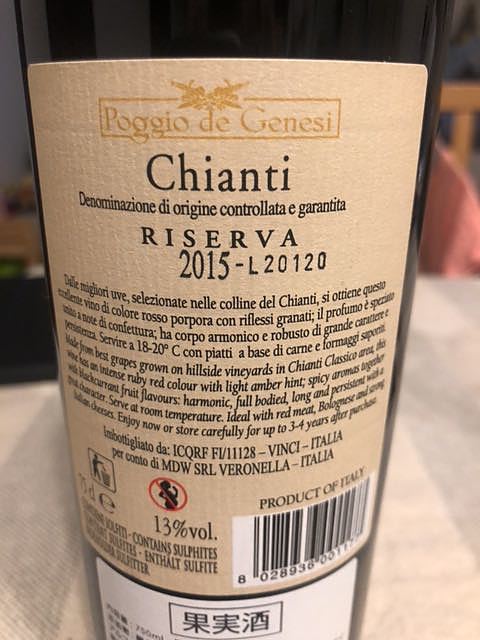 Poggio de Genesi
Chianti
Denominazione di origine controllata e garantita
RISERVA
2015-L20120
Dalle migliori uve, selezionate nelle colline del Chianti, si ottiene questo
eccellente vino di colore rosso porpora con riflessi granati; il profumo è speziato
unito a note di confettura; ha corpo armonico e robusto di grande carattere e
persistenza. Servire a 18-20° C con piatti a base di carne e formaggi saporiti.
Made from best grapes grown on hillside vineyards in Chianti Classico area, this
wine has an intense ruby red colour with light amber hint; spicy aromas together
with blackcurrant fruit flavours: harmonic, full bodied, long and persistent with a
great character. Serve at room temperature. Ideal with red meat, Bolognese and strong
Italian cheeses. Enjoy now or store carefully for up to 3-4 years after purchase.
Imbottigliato da: ICQRF FI/11128 – VINCI – ITALIA
per conto di MDW SRL VERONELLA – ITALIA
PRODUCT OF ITALY
cl e
13%vol.
SOLFITI - CONTAINS SULPHITES
SULFITES - ENTHÄLT SULFITE
SULFITTER
8 028936 001
果実酒
750ml